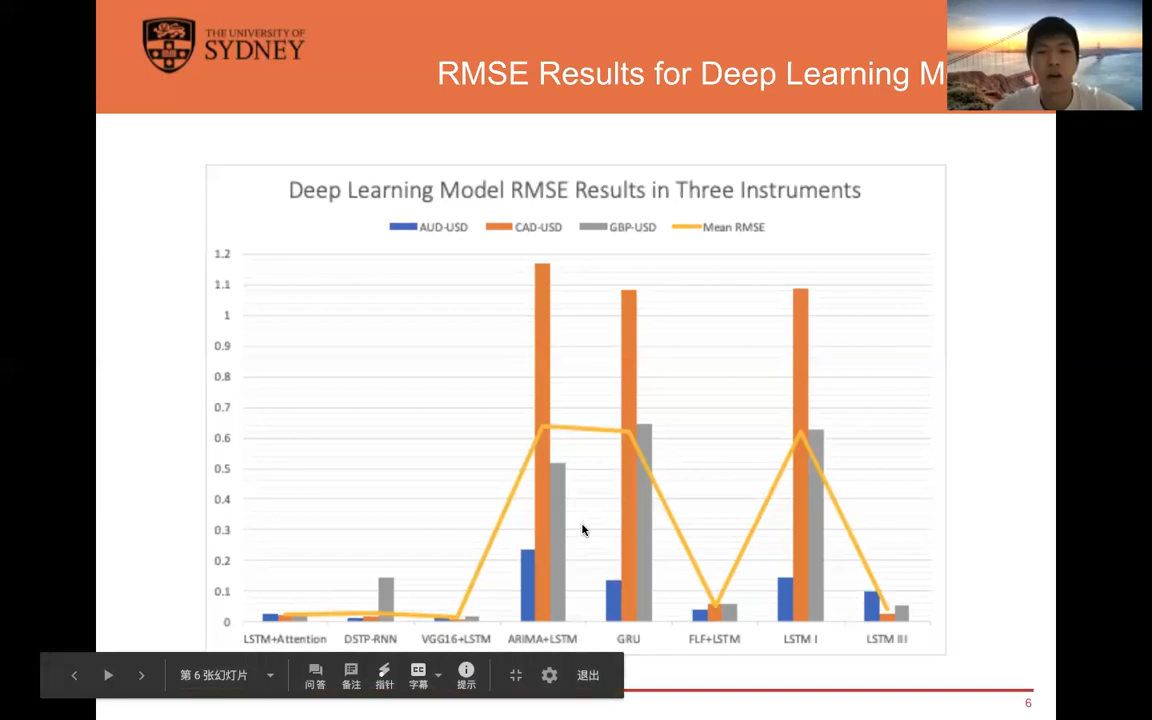 THE UNIVERSITY OF
SYDNEY
RMSE Results for Deep Learning M
Deep Learning Model RMSE Results in Three Instruments
AUD-USD CAD-USD GBP-USD Mean RMSE
1.2
1.1
1
0.9
0.8
0.7
0.6
0.5
0.4
0.3
0.2
0.1
0
LSTM+Attention DSTP-RNN VGG16+LSTM ARIMA+LSTM GRU FLF+LSTM LSTM I LSTM III
第 6 张幻灯片 问答 备注 指针 字幕 提示 退出
6